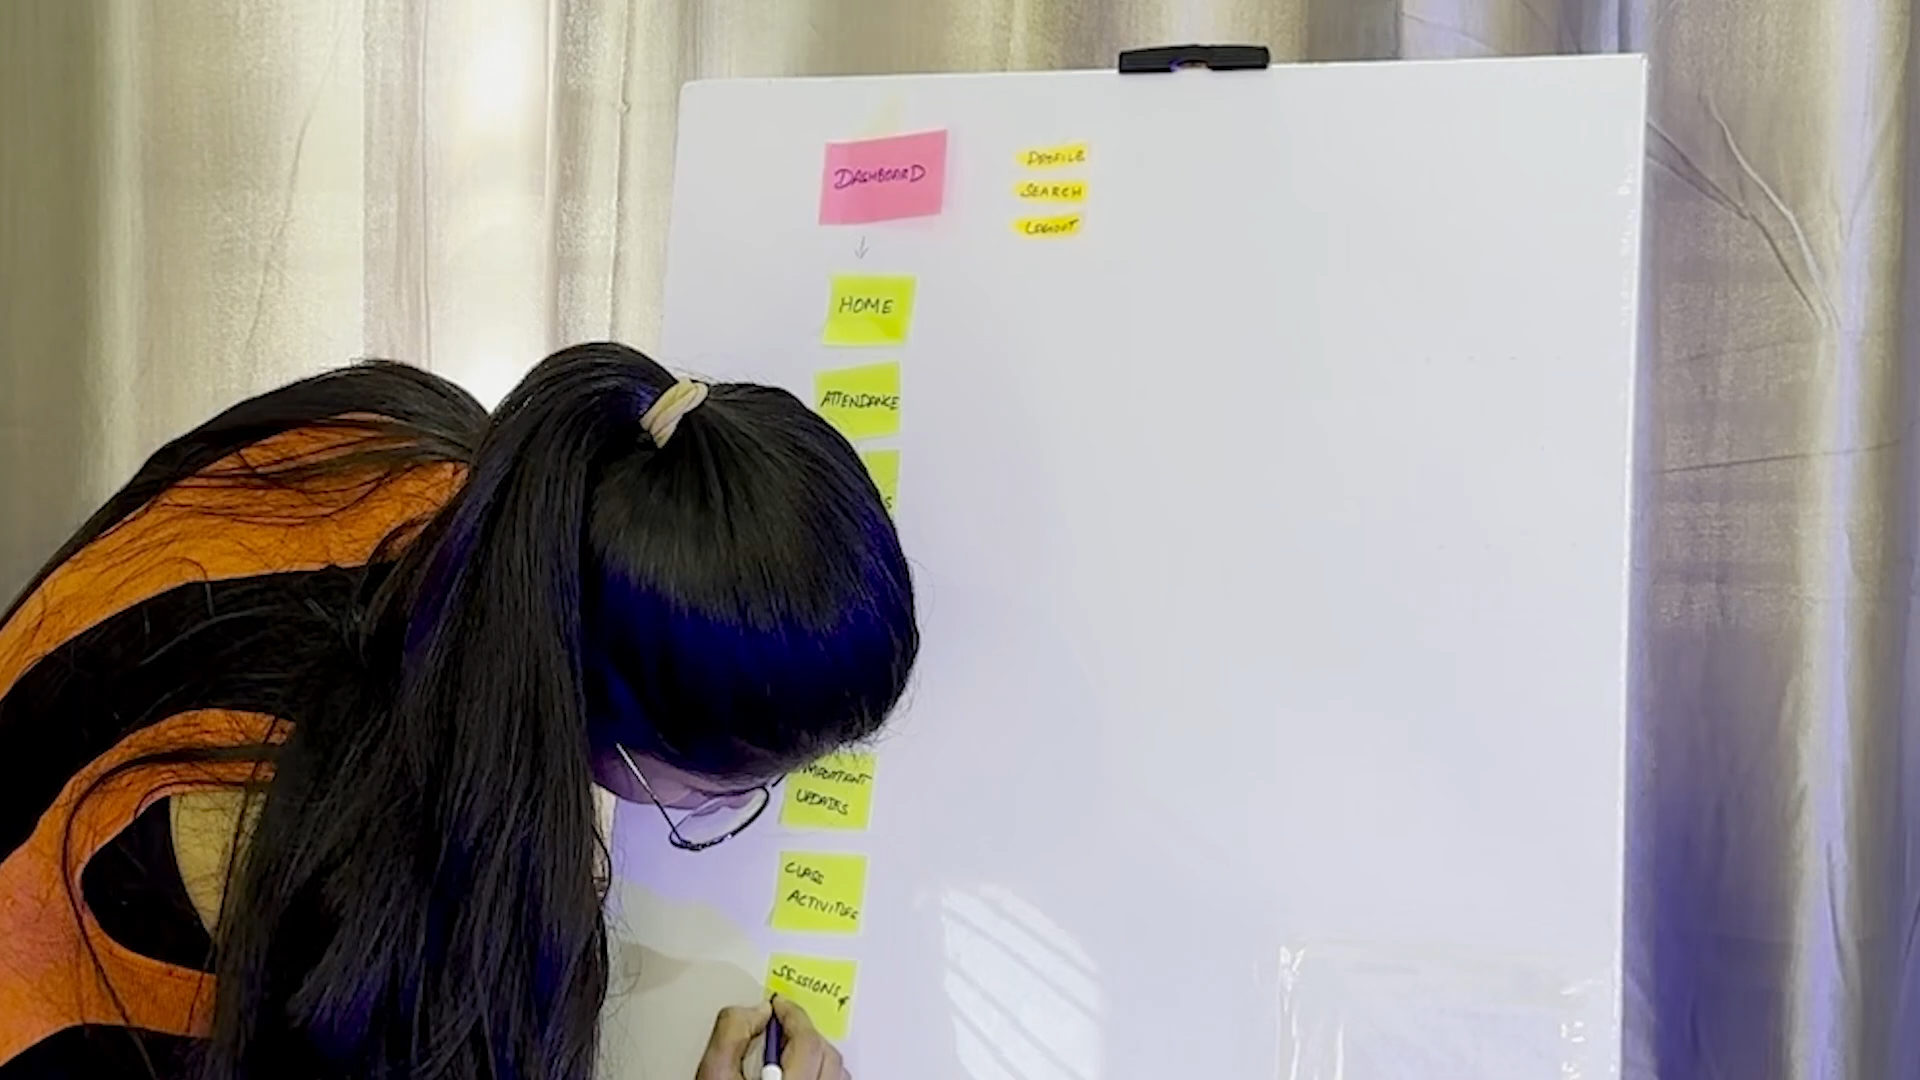 DASHBOARD
PROFILE
SEARCH
LOGOUT
HOME
ATTENDANCE
IMPORTANT
UPDATES
CLASS
ACTIVITIES
SESSIONS &